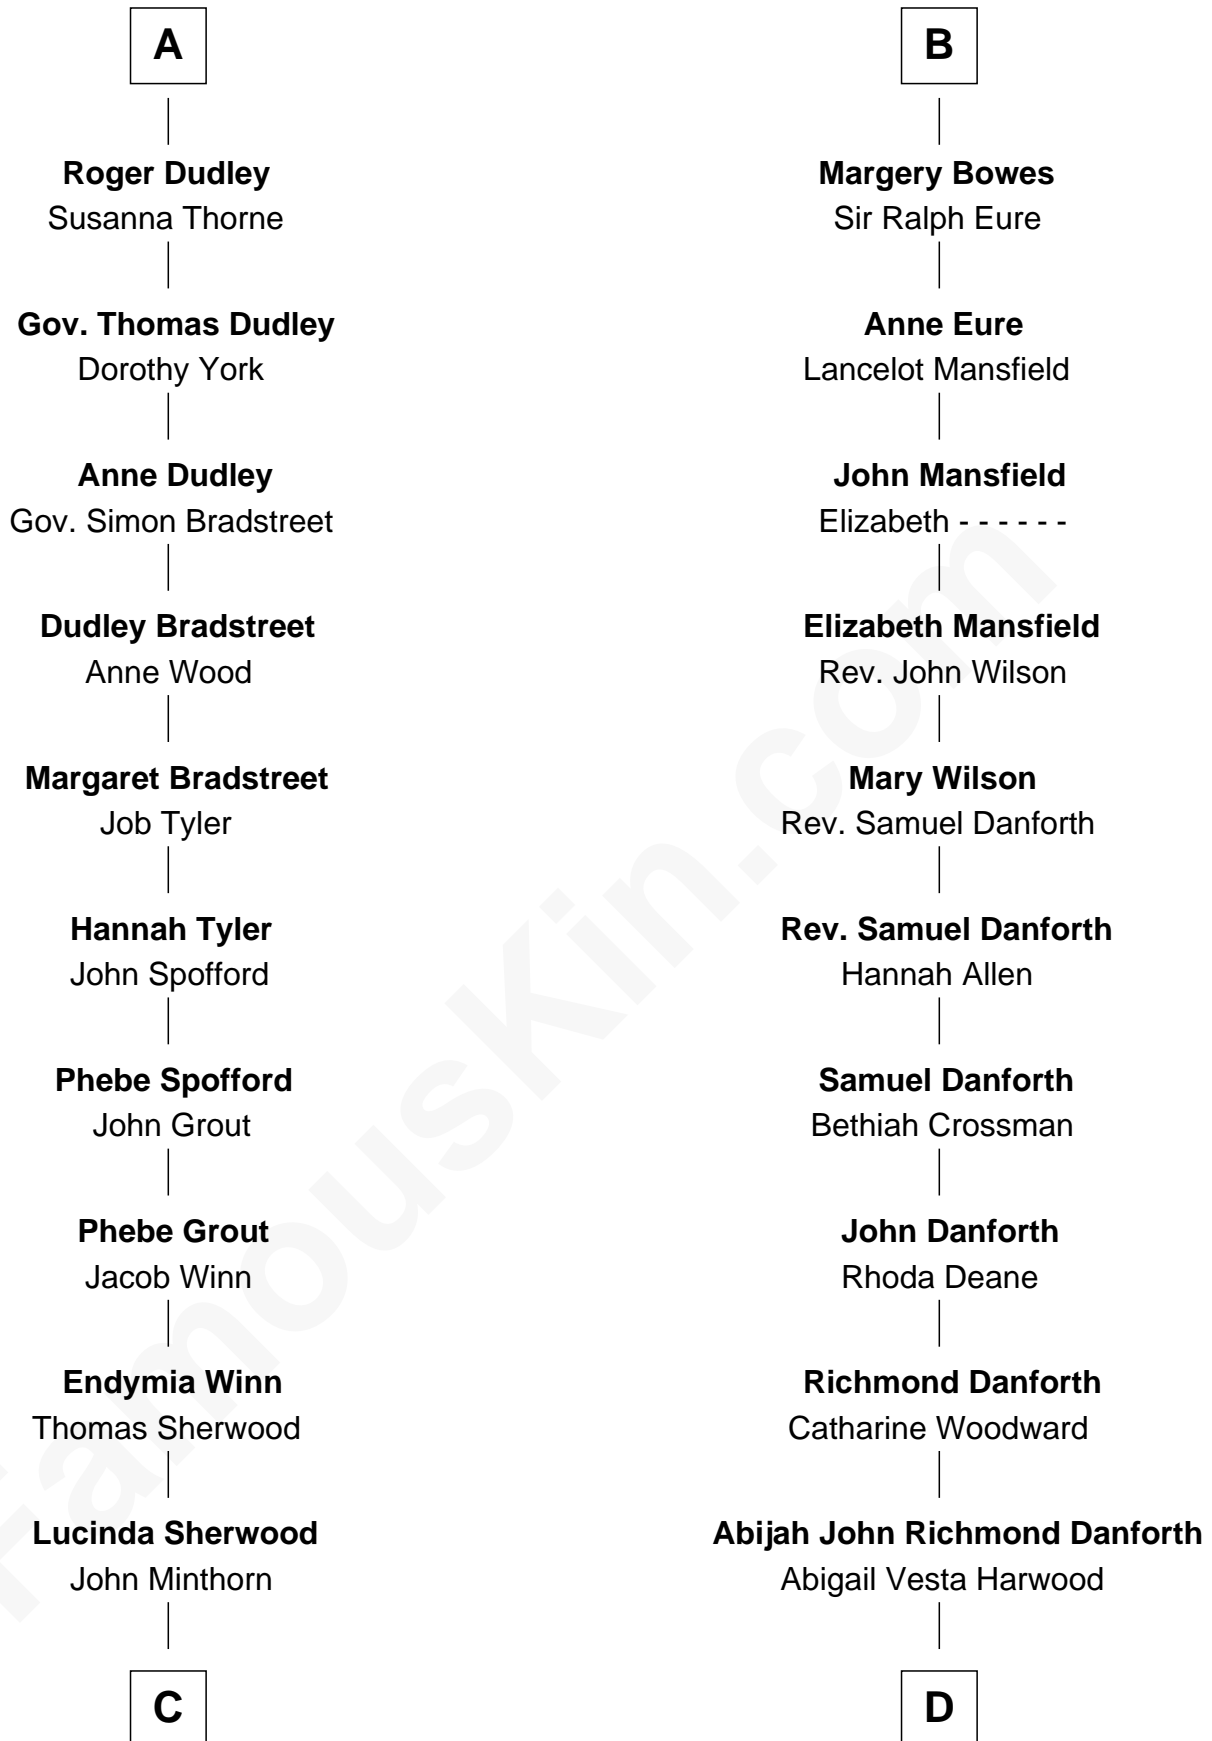 A
Roger Dudley
Susanna Thorne
Gov. Thomas Dudley
Dorothy York
Anne Dudley
Gov. Simon Bradstreet
Dudley Bradstreet
Anne Wood
Margaret Bradstreet
Job Tyler
Hannah Tyler
John Spofford
Phebe Spofford
John Grout
Phebe Grout
Jacob Winn
Endymia Winn
Thomas Sherwood
Lucinda Sherwood
John Minthorn
C
B
Margery Bowes
Sir Ralph Eure
Anne Eure
Lancelot Mansfield
John Mansfield
Elizabeth - - - - - -
Elizabeth Mansfield
Rev. John Wilson
Mary Wilson
Rev. Samuel Danforth
Rev. Samuel Danforth
Hannah Allen
Samuel Danforth
Bethiah Crossman
John Danforth
Rhoda Deane
Richmond Danforth
Catharine Woodward
Abijah John Richmond Danforth
Abigail Vesta Harwood
D
FamousKin.com